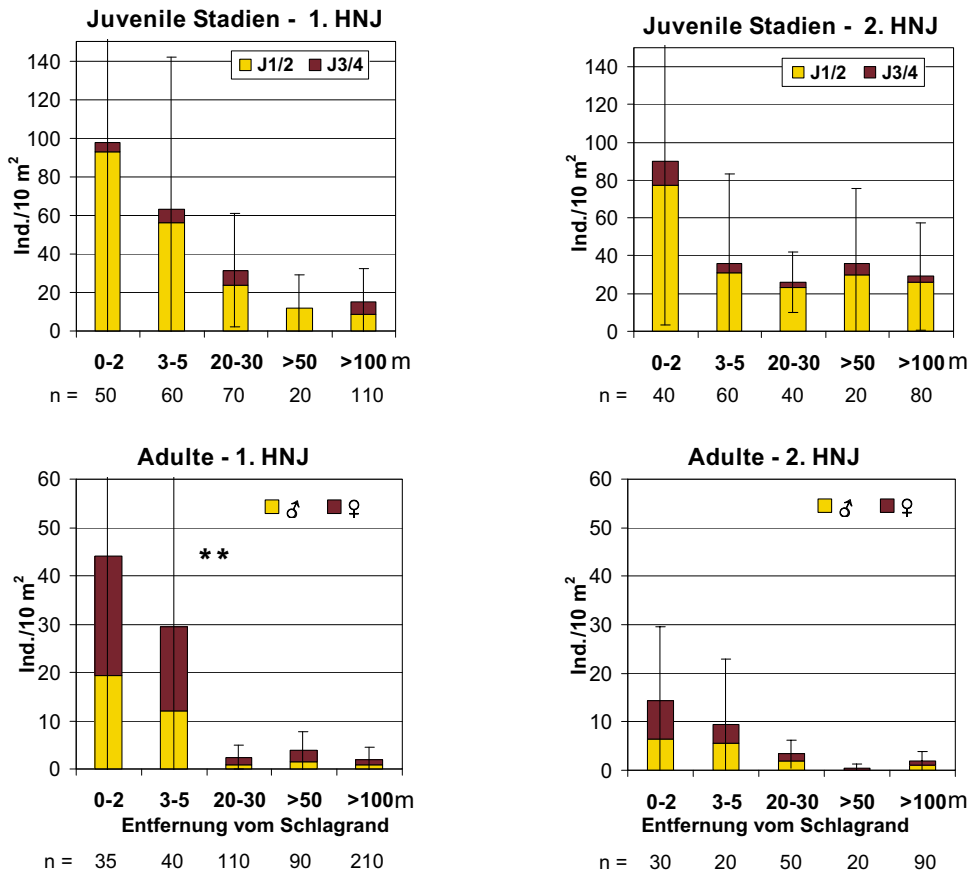 Juvenile Stadien - 1. HNJ
J1/2 J3/4
Ind./10 m²
140
120
100
80
60
40
20
0
0-2 3-5 20-30 >50 >100 m
n = 50 60 70 20 110
Juvenile Stadien - 2. HNJ
J1/2 J3/4
Ind./10 m²
140
120
100
80
60
40
20
0
0-2 3-5 20-30 >50 >100 m
n = 40 60 40 20 80
Adulte - 1. HNJ
♂ ♀
**
Ind./10 m²
60
50
40
30
20
10
0
0-2 3-5 20-30 >50 >100 m
Entfernung vom Schlagrand
n = 35 40 110 90 210
Adulte - 2. HNJ
♂ ♀
Ind./10 m²
60
50
40
30
20
10
0
0-2 3-5 20-30 >50 >100 m
Entfernung vom Schlagrand
n = 30 20 50 20 90